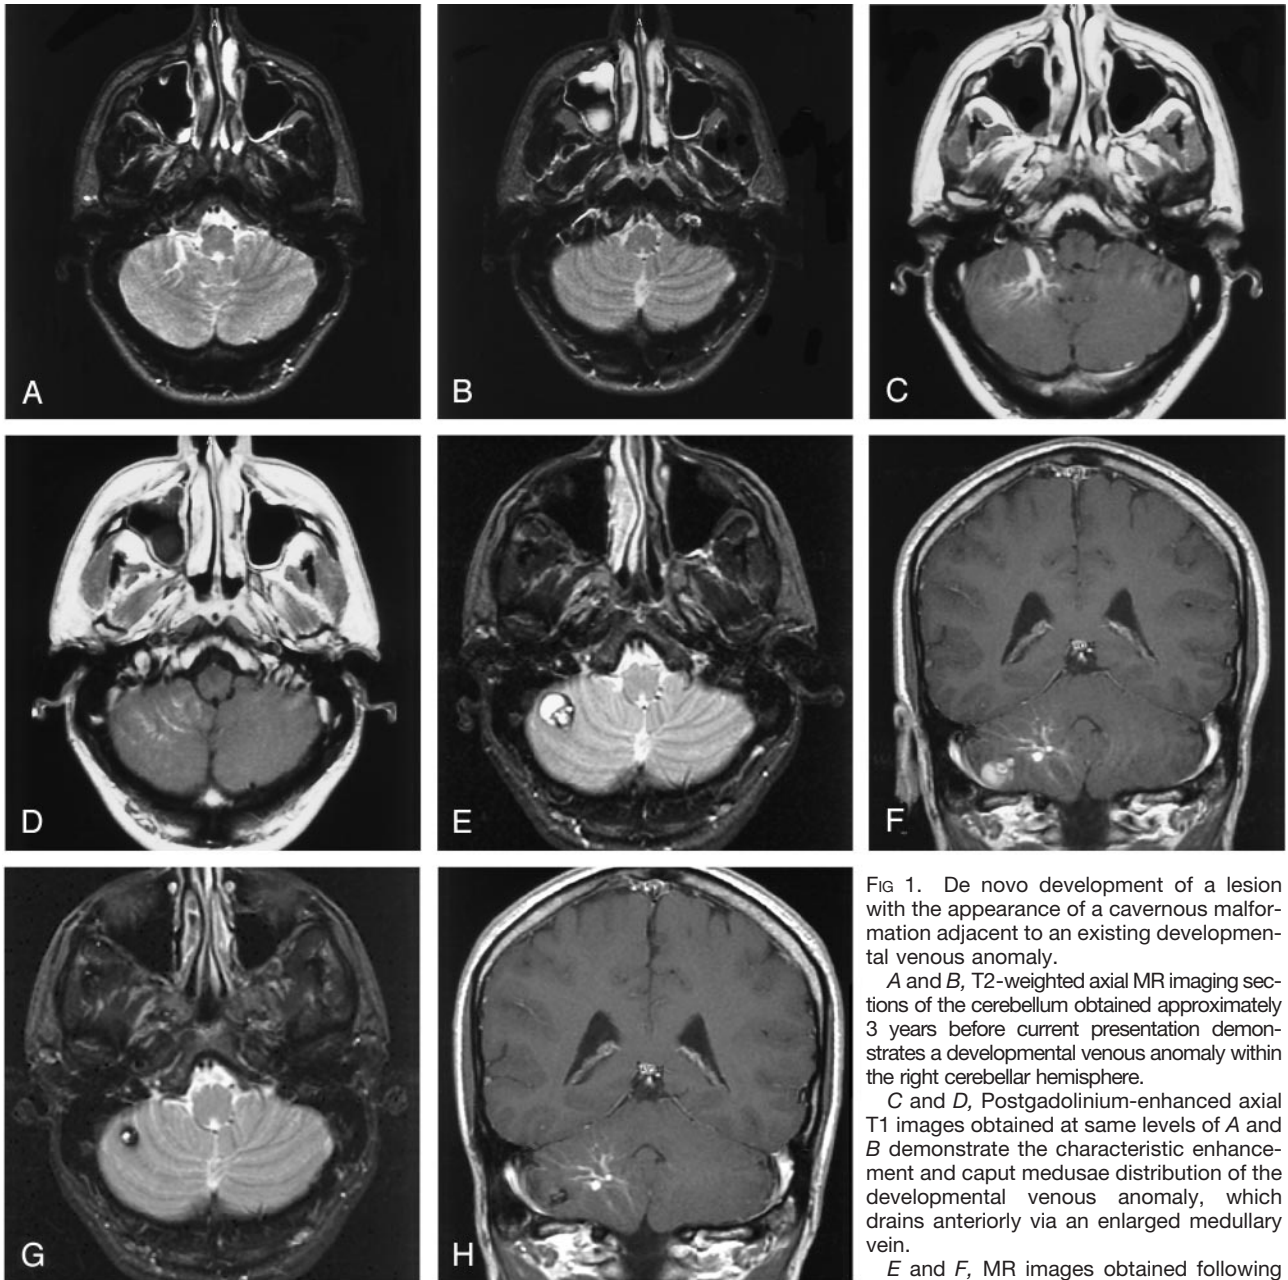 A
B
C
D
E
F
G
H
FIG 1. De novo development of a lesion
with the appearance of a cavernous malfor-
mation adjacent to an existing developmen-
tal venous anomaly.
A and B, T2-weighted axial MR imaging sec-
tions of the cerebellum obtained approximately
3 years before current presentation demon-
strates a developmental venous anomaly within
the right cerebellar hemisphere.
C and D, Postgadolinium-enhanced axial
T1 images obtained at same levels of A and
B demonstrate the characteristic enhance-
ment and caput medusae distribution of the
developmental venous anomaly, which
drains anteriorly via an enlarged medullary
vein.
E and F, MR images obtained following